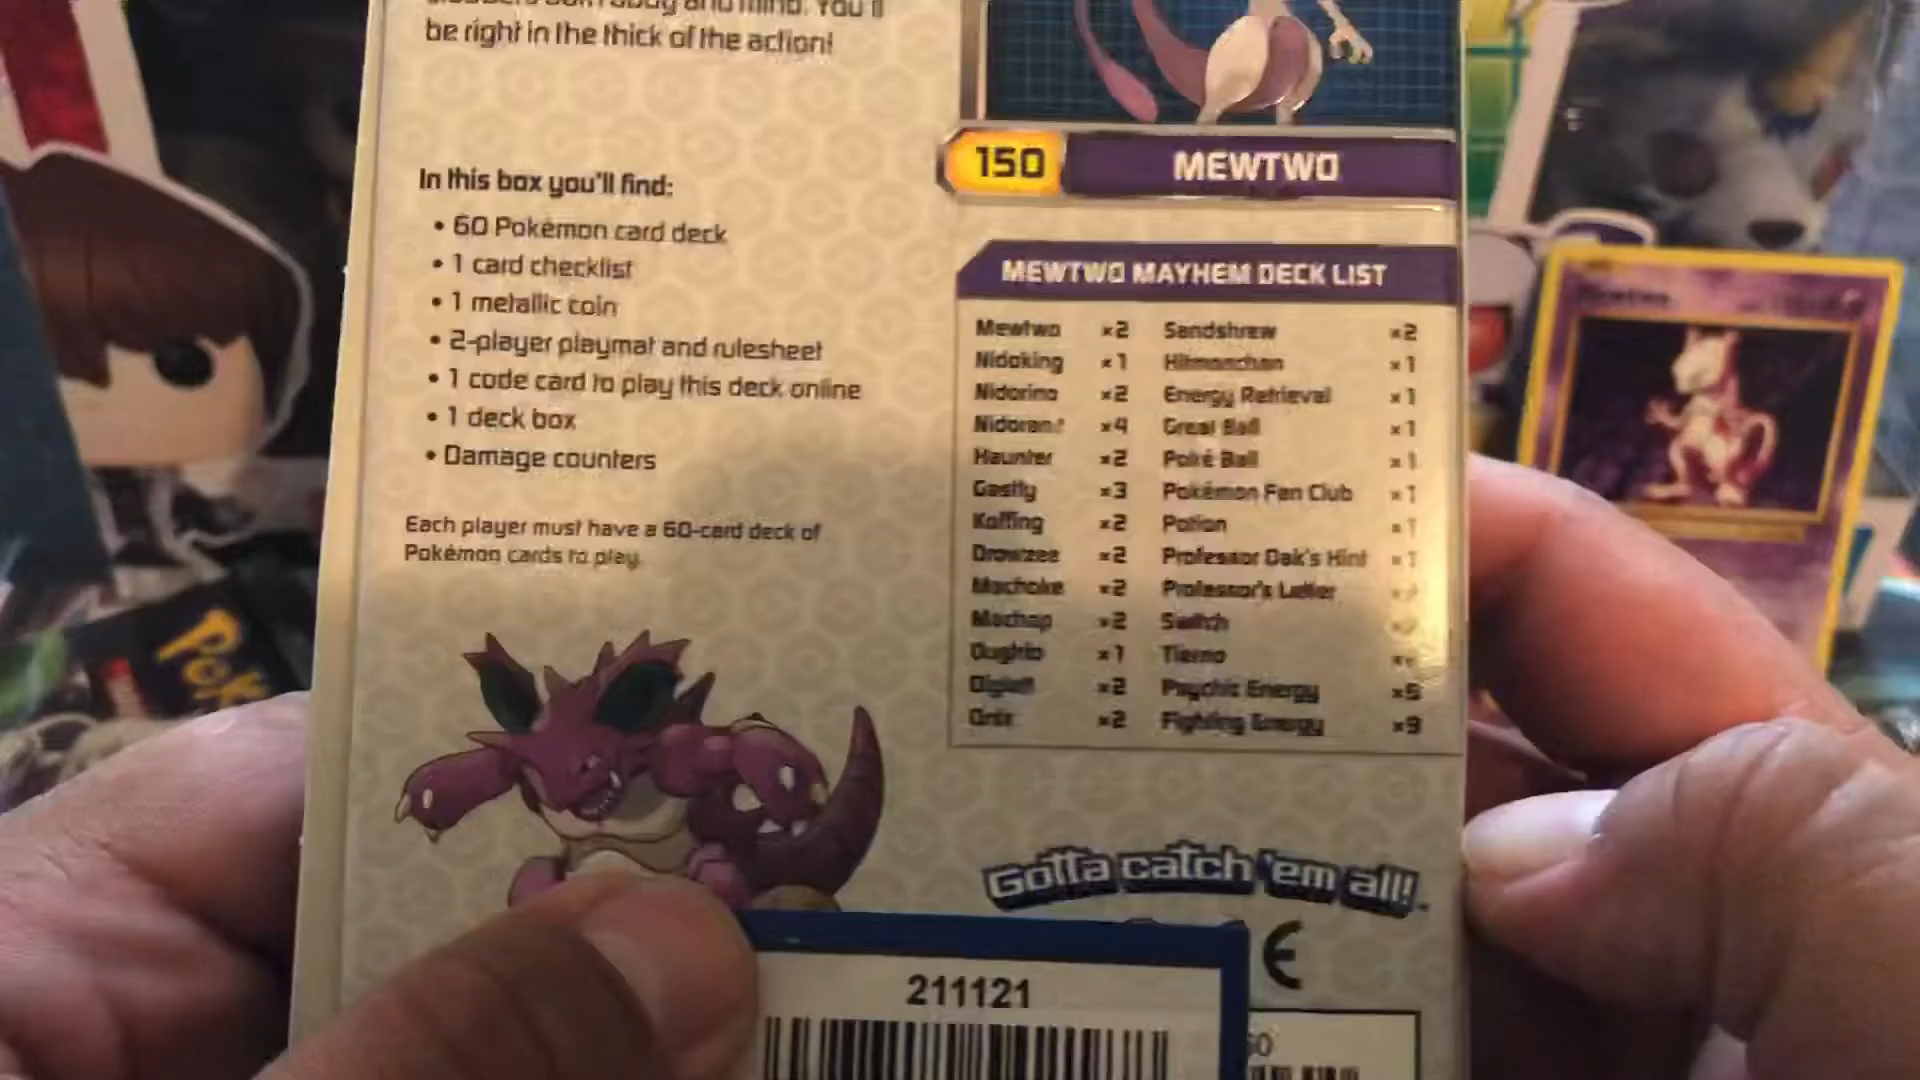 be right in the thick of the action!
In this box you'll find:
• 60 Pokémon card deck
• 1 card checklist
• 1 metallic coin
• 2-player playmat and rulesheet
• 1 code card to play this deck online
• 1 deck box
• Damage counters
Each player must have a 60-card deck of
Pokémon cards to play.
150 MEWTWO
MEWTWO MAYHEM DECK LIST
Mewtwo ×2 Sandshrew ×2
Nidoking ×1 Hitmonchan ×1
Nidorino ×2 Energy Retrieval ×1
Nidoran♂ ×4 Great Ball ×1
Haunter ×2 Poké Ball ×1
Gastly ×3 Pokémon Fan Club ×1
Koffing ×2 Potion ×1
Drowzee ×2 Professor Oak's Hint ×1
Machoke ×2 Professor's Letter
Machop ×2 Switch
Dugtrio ×1 Tierno
Diglett ×2 Psychic Energy
Onix ×2 Fighting Energy ×9
Gotta catch 'em all!
CE
211121